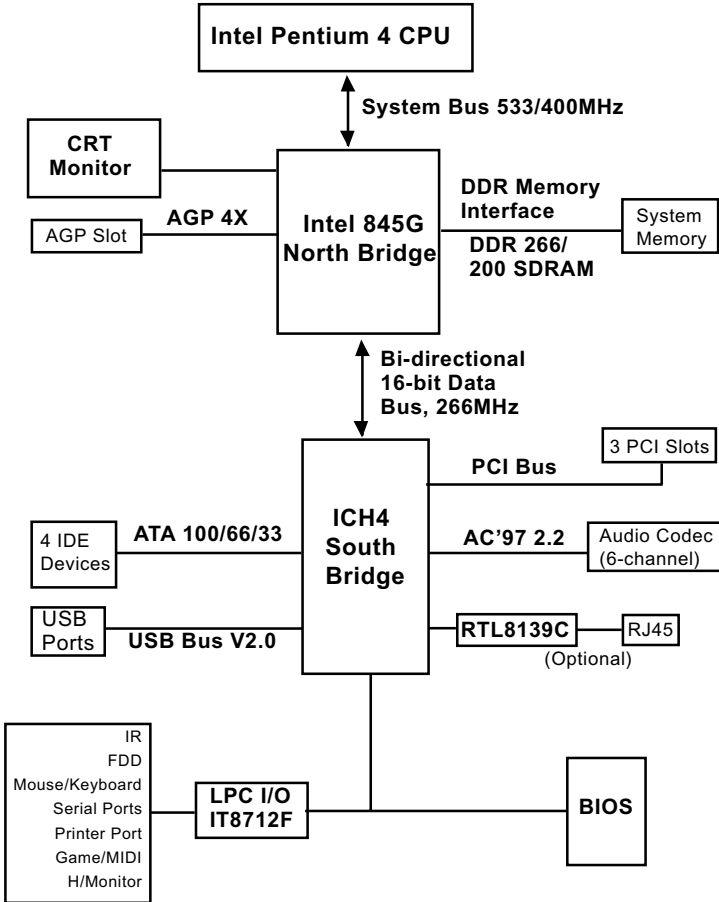 Intel Pentium 4 CPU
System Bus 533/400MHz
CRT
Monitor
AGP Slot
AGP 4X
Intel 845G
North Bridge
DDR Memory
Interface
DDR 266/
200 SDRAM
System
Memory
Bi-directional
16-bit Data
Bus, 266MHz
3 PCI Slots
PCI Bus
ICH4
South
Bridge
4 IDE
Devices
ATA 100/66/33
AC’97 2.2
Audio Codec
(6-channel)
USB
Ports
USB Bus V2.0
RTL8139C
RJ45
(Optional)
IR
FDD
Mouse/Keyboard
Serial Ports
Printer Port
Game/MIDI
H/Monitor
LPC I/O
IT8712F
BIOS